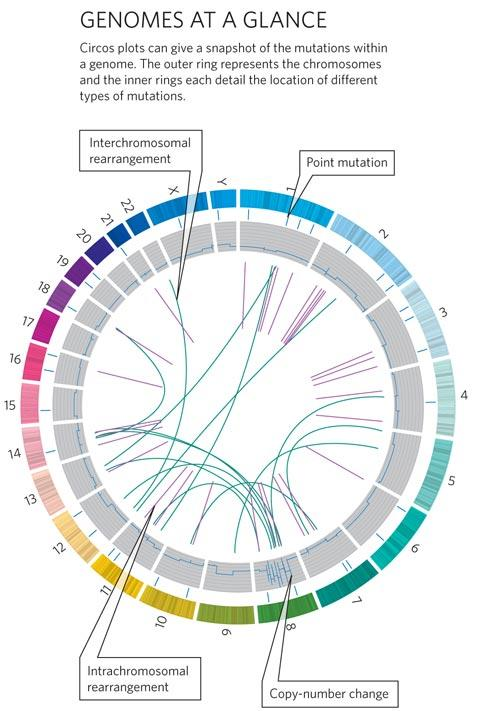 GENOMES AT A GLANCE
Circos plots can give a snapshot of the mutations within
a genome. The outer ring represents the chromosomes
and the inner rings each detail the location of different
types of mutations.
Interchromosomal
rearrangement
Point mutation
1
2
3
4
5
6
7
8
9
10
11
12
13
14
15
16
17
18
19
20
21
22
X
Y
Intrachromosomal
rearrangement
Copy-number change